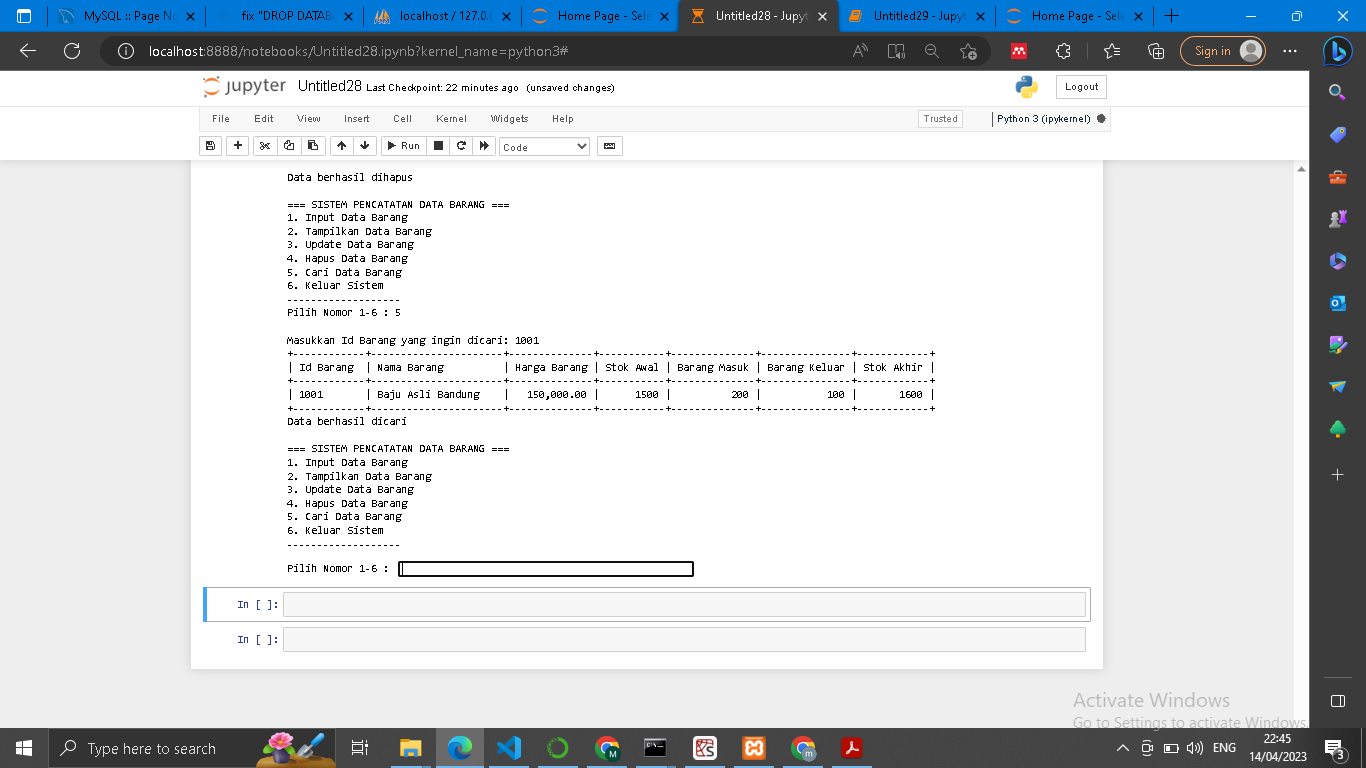 MySQL :: Page No
fix "DROP DATAB
localhost / 127.0.0
Home Page - Sele
Untitled28 - Jupyt
Untitled29 - Jupyt
Home Page - Sele
localhost:8888/notebooks/Untitled28.ipynb?kernel_name=python3#
Sign in
jupyter Untitled28 Last Checkpoint: 22 minutes ago (unsaved changes)
Logout
File Edit View Insert Cell Kernel Widgets Help
Trusted
Python 3 (ipykernel)
Run
Code
Data berhasil dihapus
=== SISTEM PENCATATAN DATA BARANG ===
1. Input Data Barang
2. Tampilkan Data Barang
3. Update Data Barang
4. Hapus Data Barang
5. Cari Data Barang
6. Keluar Sistem
-------------------
Pilih Nomor 1-6 : 5
Masukkan Id Barang yang ingin dicari: 1001
+------------+----------------------+--------------+-----------+--------------+---------------+------------+
| Id Barang | Nama Barang | Harga Barang | Stok Awal | Barang Masuk | Barang Keluar | Stok Akhir |
+------------+----------------------+--------------+-----------+--------------+---------------+------------+
| 1001 | Baju Asli Bandung | 150,000.00 | 1500 | 200 | 100 | 1600 |
+------------+----------------------+--------------+-----------+--------------+---------------+------------+
Data berhasil dicari
=== SISTEM PENCATATAN DATA BARANG ===
1. Input Data Barang
2. Tampilkan Data Barang
3. Update Data Barang
4. Hapus Data Barang
5. Cari Data Barang
6. Keluar Sistem
-------------------
Pilih Nomor 1-6 :
In [ ]:
In [ ]:
Activate Windows
Go to Settings to activate Windows.
Type here to search
ENG
22:45
14/04/2023
3